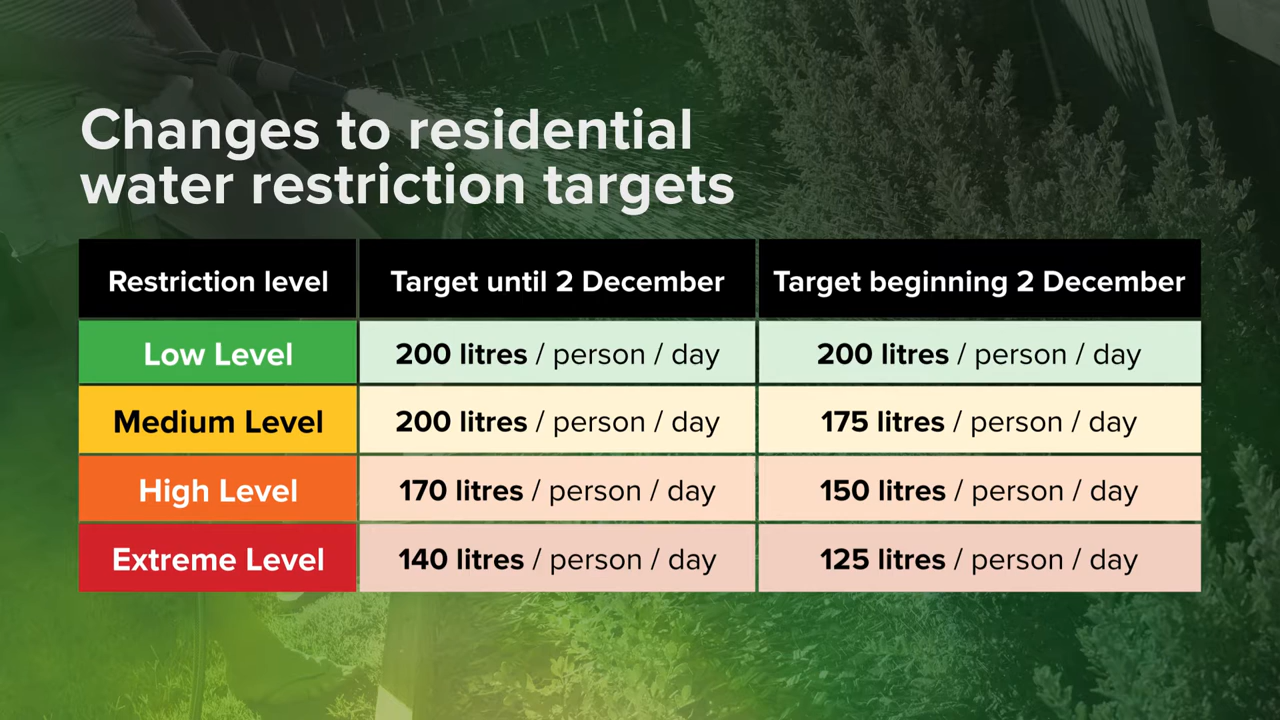 Changes to residential
water restriction targets
Restriction level Target until 2 December Target beginning 2 December
Low Level 200 litres / person / day 200 litres / person / day
Medium Level 200 litres / person / day 175 litres / person / day
High Level 170 litres / person / day 150 litres / person / day
Extreme Level 140 litres / person / day 125 litres / person / day